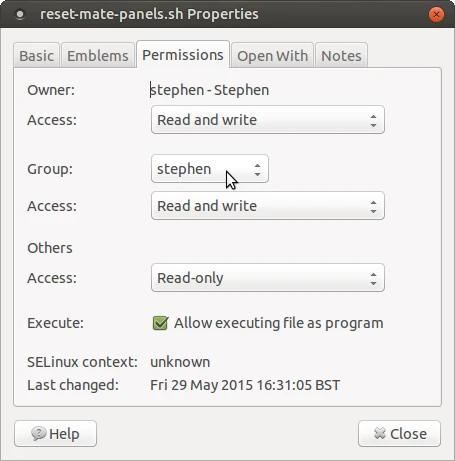 reset-mate-panels.sh Properties
Basic Emblems Permissions Open With Notes
Owner: stephen - Stephen
Access: Read and write
Group: stephen
Access: Read and write
Others
Access: Read-only
Execute: Allow executing file as program
SELinux context: unknown
Last changed: Fri 29 May 2015 16:31:05 BST
Help Close